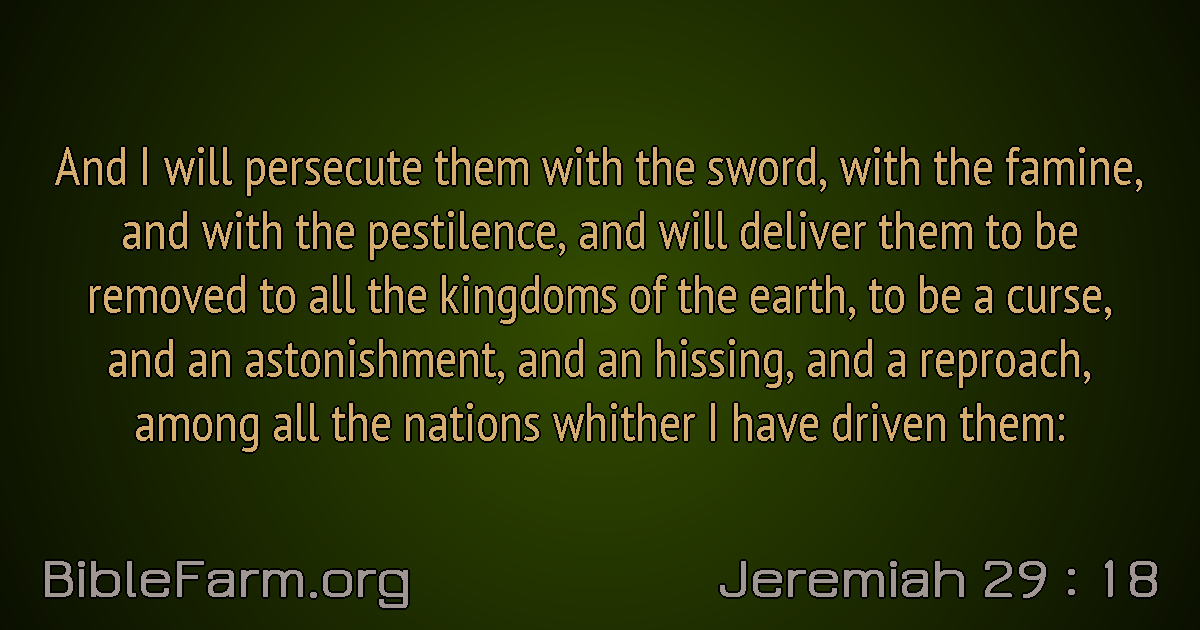 And I will persecute them with the sword, with the famine,
and with the pestilence, and will deliver them to be
removed to all the kingdoms of the earth, to be a curse,
and an astonishment, and an hissing, and a reproach,
among all the nations whither I have driven them:
BibleFarm.org
Jeremiah 29 : 18